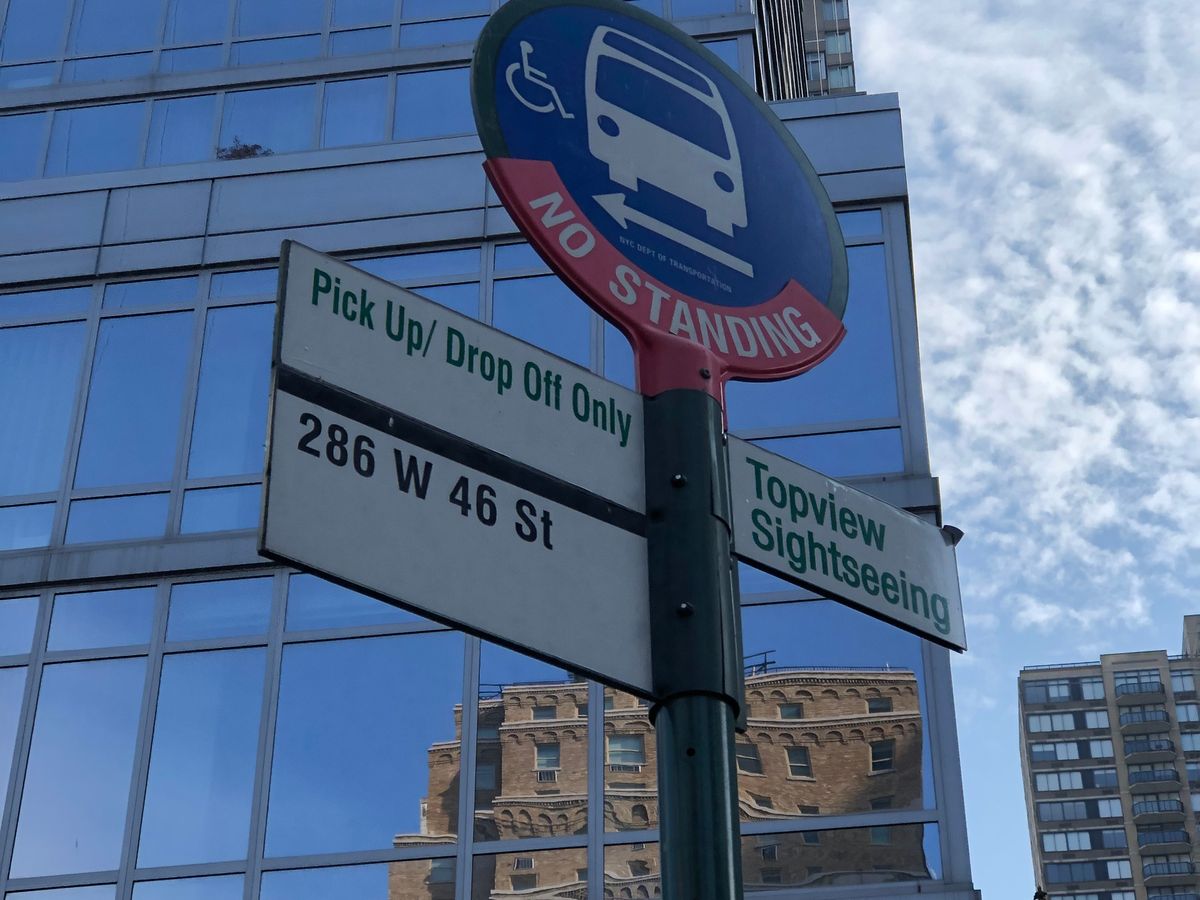 NYC DEPT OF TRANSPORTATION
NO STANDING
Pick Up/ Drop Off Only
286 W 46 St
Topview
Sightseeing